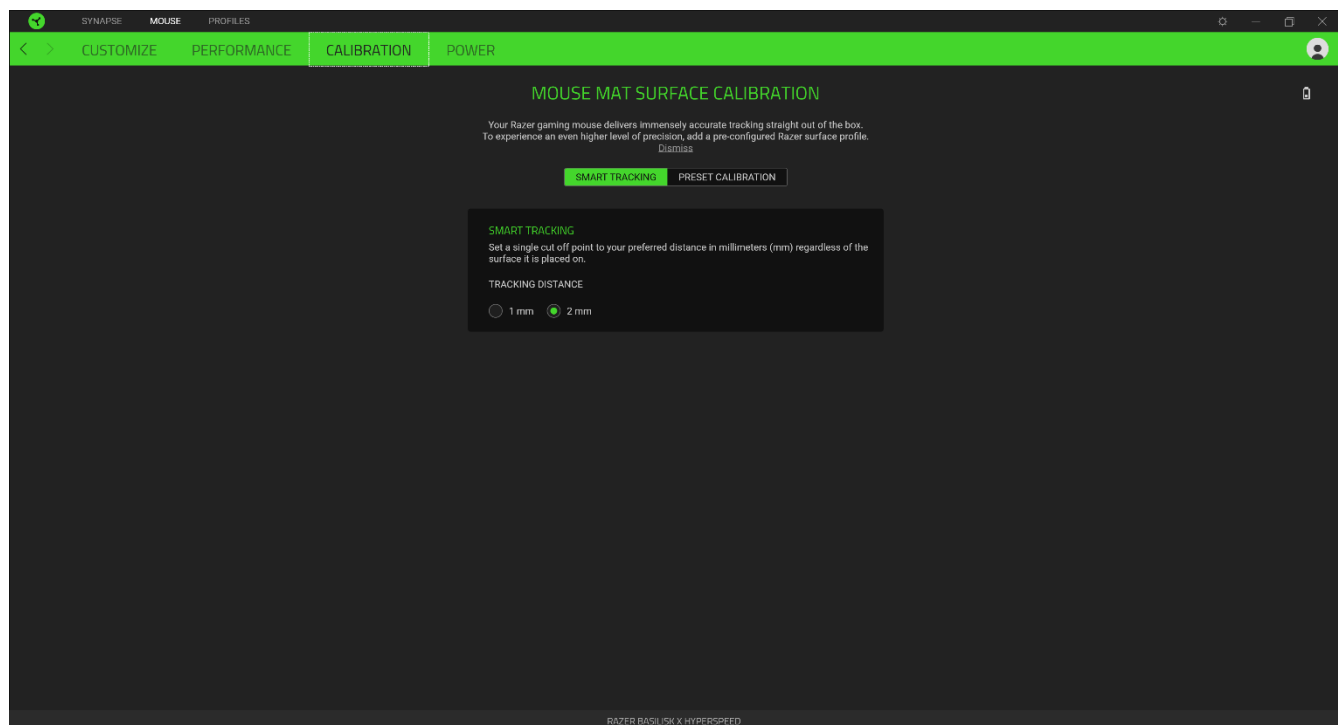 SYNAPSE MOUSE PROFILES
CUSTOMIZE PERFORMANCE CALIBRATION POWER
MOUSE MAT SURFACE CALIBRATION
Your Razer gaming mouse delivers immensely accurate tracking straight out of the box.
To experience an even higher level of precision, add a pre-configured Razer surface profile.
Dismiss
SMART TRACKING PRESET CALIBRATION
SMART TRACKING
Set a single cut off point to your preferred distance in millimeters (mm) regardless of the
surface it is placed on.
TRACKING DISTANCE
1 mm 2 mm
RAZER BASILISK X HYPERSPEED